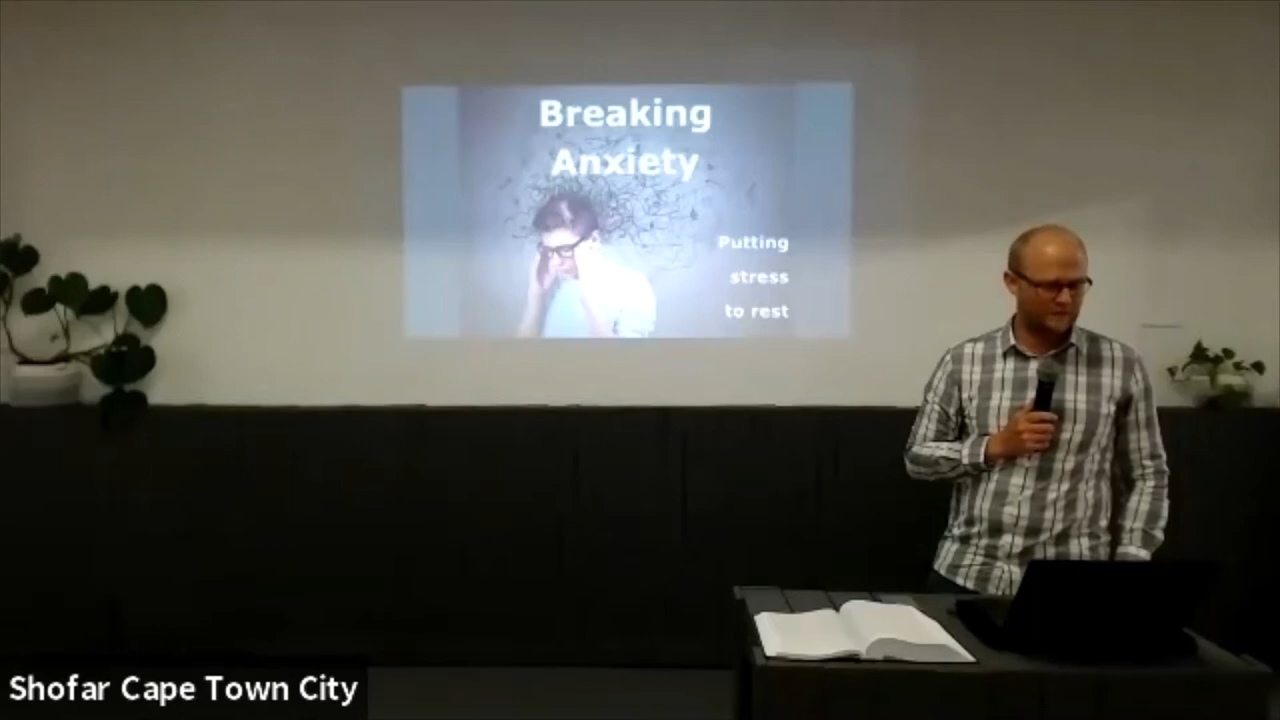 Breaking
Anxiety
Putting
stress
to rest
Shofar Cape Town City